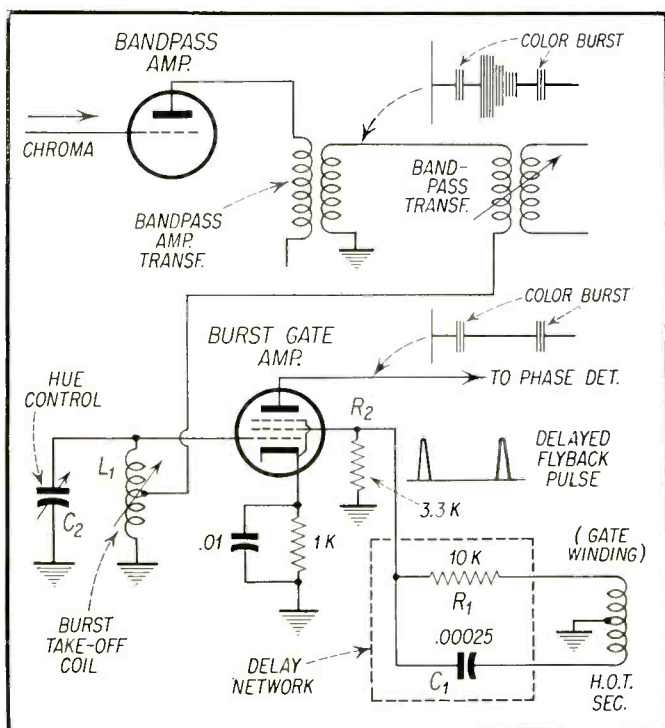 BANDPASS
AMP.
CHROMA
BANDPASS
AMP.
TRANSF.
COLOR BURST
BAND-
PASS
TRANSF.
COLOR BURST
BURST GATE
AMP.
TO PHASE DET.
HUE
CONTROL
L1
C2
R2
3.3 K
DELAYED
FLYBACK
PULSE
.01
1 K
BURST
TAKE-OFF
COIL
DELAY
NETWORK
10 K
R1
.00025
C1
(GATE
WINDING)
H.O.T.
SEC.